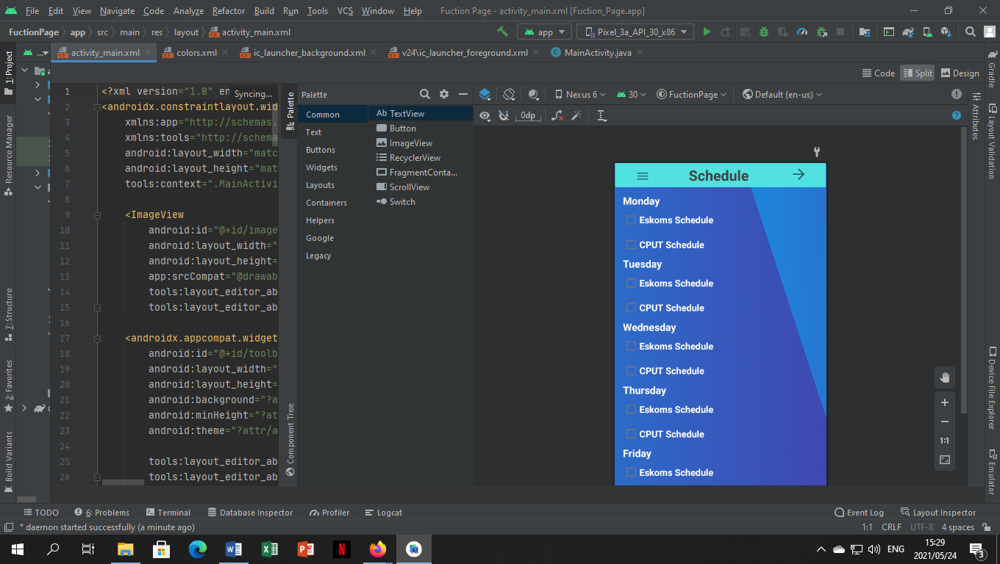 File Edit View Navigate Code Analyze Refactor Build Run Tools VCS Window Help Fuction Page - activity_main.xml [Fuction_Page.app]
FuctionPage app src main res layout activity_main.xml app Pixel_3a_API_30_x86
activity_main.xml colors.xml ic_launcher_background.xml v24\ic_launcher_foreground.xml MainActivity.java
Code Split Design
1: Project
Resource Manager
7: Structure
2: Favorites
Build Variants
1 <?xml version="1.0" en
Syncing...
2 <androidx.constraintlayout.wid
3 xmlns:app="http://schemas.
4 xmlns:tools="http://schema
5 android:layout_width="matc
6 android:layout_height="mat
7 tools:context=".MainActivi
8
9 <ImageView
10 android:id="@+id/image
11 android:layout_width="
12 android:layout_height=
13 app:srcCompat="@drawab
14 tools:layout_editor_ab
15 tools:layout_editor_ab
16
17 <androidx.appcompat.widget
18 android:id="@+id/toolb
19 android:layout_width="
20 android:layout_height=
21 android:background="?a
22 android:minHeight="?at
23 android:theme="?attr/a
24
25 tools:layout_editor_ab
26 tools:layout_editor_ab
Palette
Component Tree
Palette
Common
Text
Buttons
Widgets
Layouts
Containers
Helpers
Google
Legacy
Ab TextView
Button
ImageView
RecyclerView
FragmentConta...
ScrollView
Switch
Nexus 6 30 FuctionPage Default (en-us)
0dp
Schedule
Monday
Eskoms Schedule
CPUT Schedule
Tuesday
Eskoms Schedule
CPUT Schedule
Wednesday
Eskoms Schedule
CPUT Schedule
Thursday
Eskoms Schedule
CPUT Schedule
Friday
Eskoms Schedule
1:1
Attributes
Gradle
Layout Validation
Device File Explorer
Emulator
TODO 6: Problems Terminal Database Inspector Profiler Logcat Event Log Layout Inspector
* daemon started successfully (a minute ago) 1:1 CRLF UTF-8 4 spaces
ENG 15:29
2021/05/24
3